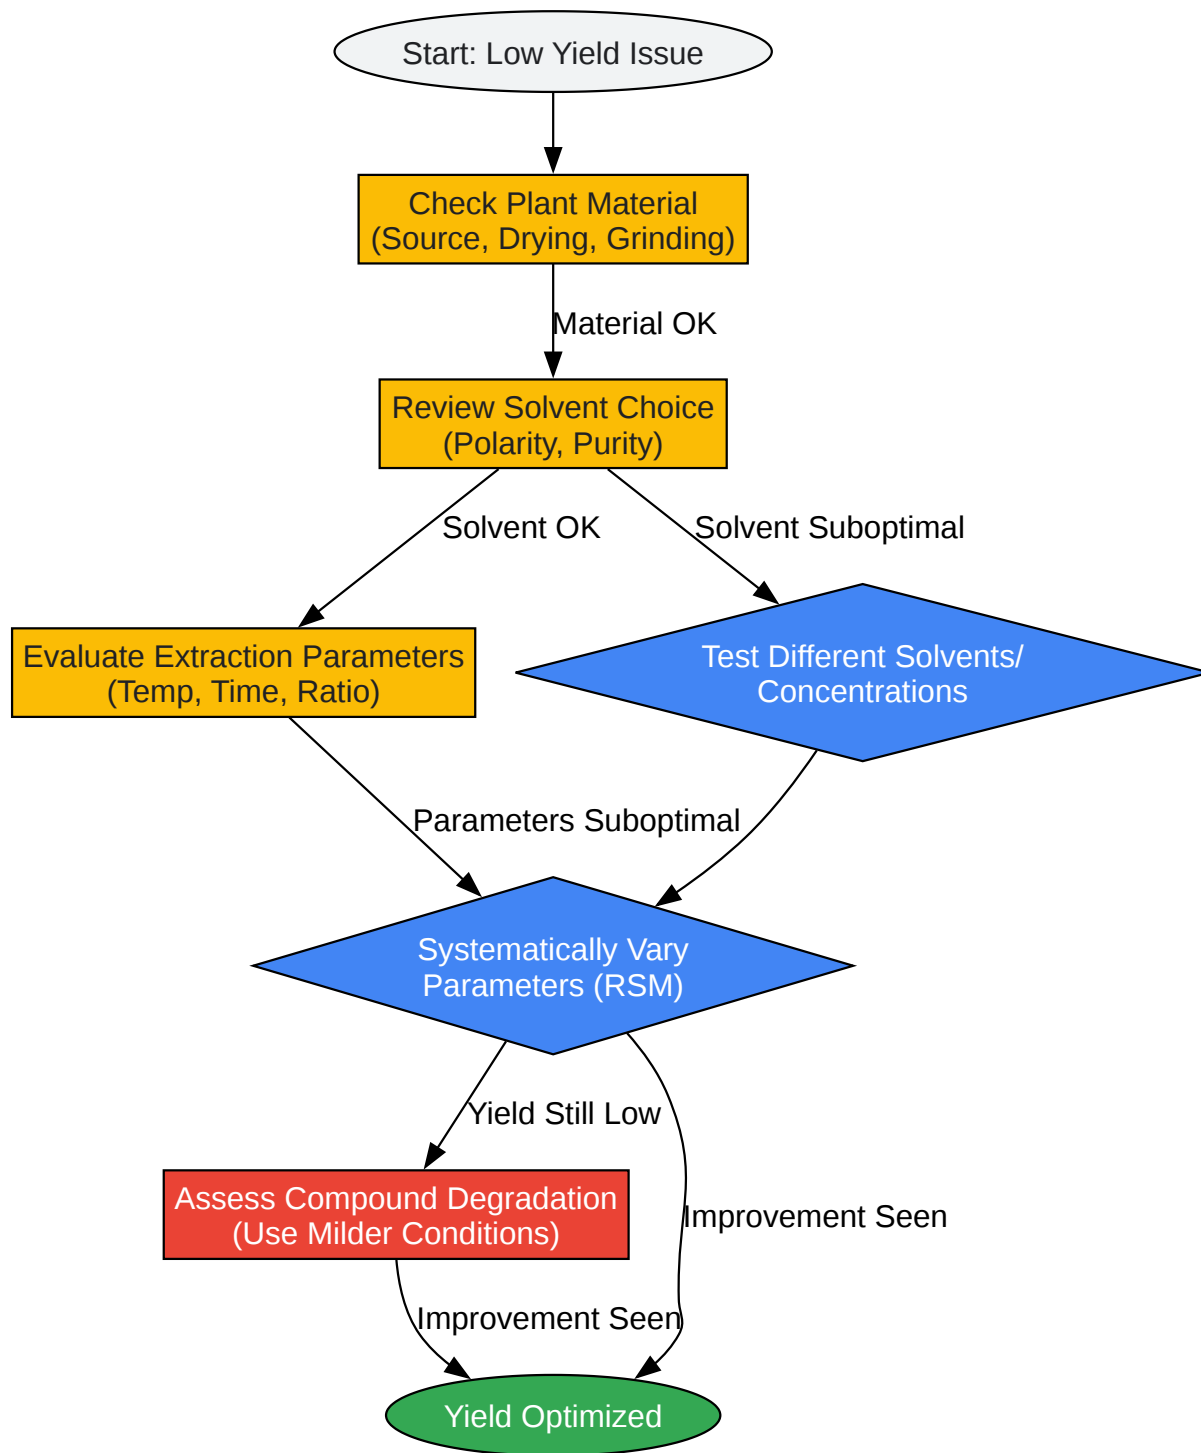 Start: Low Yield Issue
Check Plant Material
(Source, Drying, Grinding)
Material OK
Review Solvent Choice
(Polarity, Purity)
Solvent OK
Solvent Suboptimal
Evaluate Extraction Parameters
(Temp, Time, Ratio)
Test Different Solvents/
Concentrations
Parameters Suboptimal
Systematically Vary
Parameters (RSM)
Yield Still Low
Assess Compound Degradation
(Use Milder Conditions)
Improvement Seen
Improvement Seen
Yield Optimized